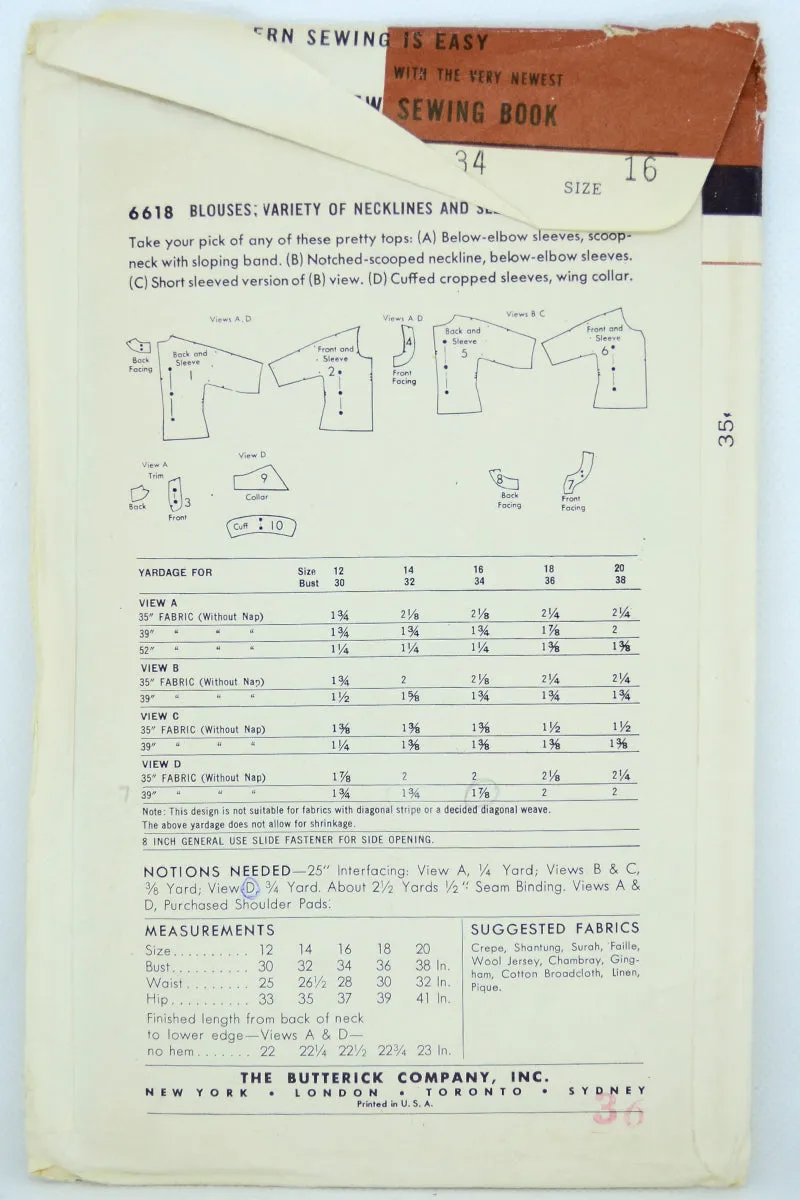 ERN SEWING IS EASY
WITH THE VERY NEWEST
SEWING BOOK
34
SIZE 16
6618 BLOUSES; VARIETY OF NECKLINES AND
Take your pick of any of these pretty tops: (A) Below-elbow sleeves, scoop-
neck with sloping band. (B) Notched-scooped neckline, below-elbow sleeves.
(C) Short sleeved version of (B) view. (D) Cuffed cropped sleeves, wing collar.
Views A, D
Views A D
Views B C
Back Facing
Back and Sleeve 1
Front and Sleeve 2
4 Front Facing
Back and Sleeve 5
Front and Sleeve 6
View A
Trim
Back
3
Front
View D
9
Collar
Cuff 10
8
Back Facing
7
Front Facing
35¢
YARDAGE FOR Size 12 14 16 18 20
Bust 30 32 34 36 38
VIEW A
35" FABRIC (Without Nap) 1¾ 2⅛ 2⅛ 2¼ 2¼
39" " " " 1¾ 1¾ 1¾ 1⅞ 2
52" " " " 1¼ 1¼ 1¼ 1⅜ 1⅜
VIEW B
35" FABRIC (Without Nap) 1¾ 2 2⅛ 2¼ 2¼
39" " " " 1½ 1⅝ 1¾ 1¾ 1¾
VIEW C
35" FABRIC (Without Nap) 1⅜ 1⅜ 1⅜ 1½ 1½
39" " " " 1¼ 1⅜ 1⅜ 1⅜ 1⅜
VIEW D
35" FABRIC (Without Nap) 1⅞ 2 2 2⅛ 2¼
39" " " " 1¾ 1¾ 1⅞ 2 2
Note: This design is not suitable for fabrics with diagonal stripe or a decided diagonal weave.
The above yardage does not allow for shrinkage.
8 INCH GENERAL USE SLIDE FASTENER FOR SIDE OPENING.
NOTIONS NEEDED—25" Interfacing: View A, ¼ Yard; Views B & C,
⅜ Yard; View D, ¾ Yard. About 2½ Yards ½" Seam Binding. Views A &
D, Purchased Shoulder Pads.
MEASUREMENTS
Size.......... 12 14 16 18 20
Bust.......... 30 32 34 36 38 In.
Waist........ 25 26½ 28 30 32 In.
Hip.......... 33 35 37 39 41 In.
Finished length from back of neck
to lower edge—Views A & D—
no hem....... 22 22¼ 22½ 22¾ 23 In.
SUGGESTED FABRICS
Crepe, Shantung, Surah, Faille,
Wool Jersey, Chambray, Ging-
ham, Cotton Broadcloth, Linen,
Pique.
THE BUTTERICK COMPANY, INC.
NEW YORK • LONDON • TORONTO • SYDNEY
Printed in U. S. A.
36